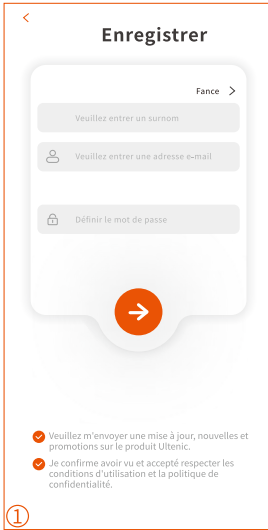 Enregistrer
Fance
Veuillez entrer un surnom
Veuillez entrer une adresse e-mail
Définir le mot de passe
Veuillez m'envoyer une mise à jour, nouvelles et
promotions sur le produit Ultenic.
Je confirme avoir vu et accepté respecter les
conditions d'utilisation et la politique de
confidentialité.
①